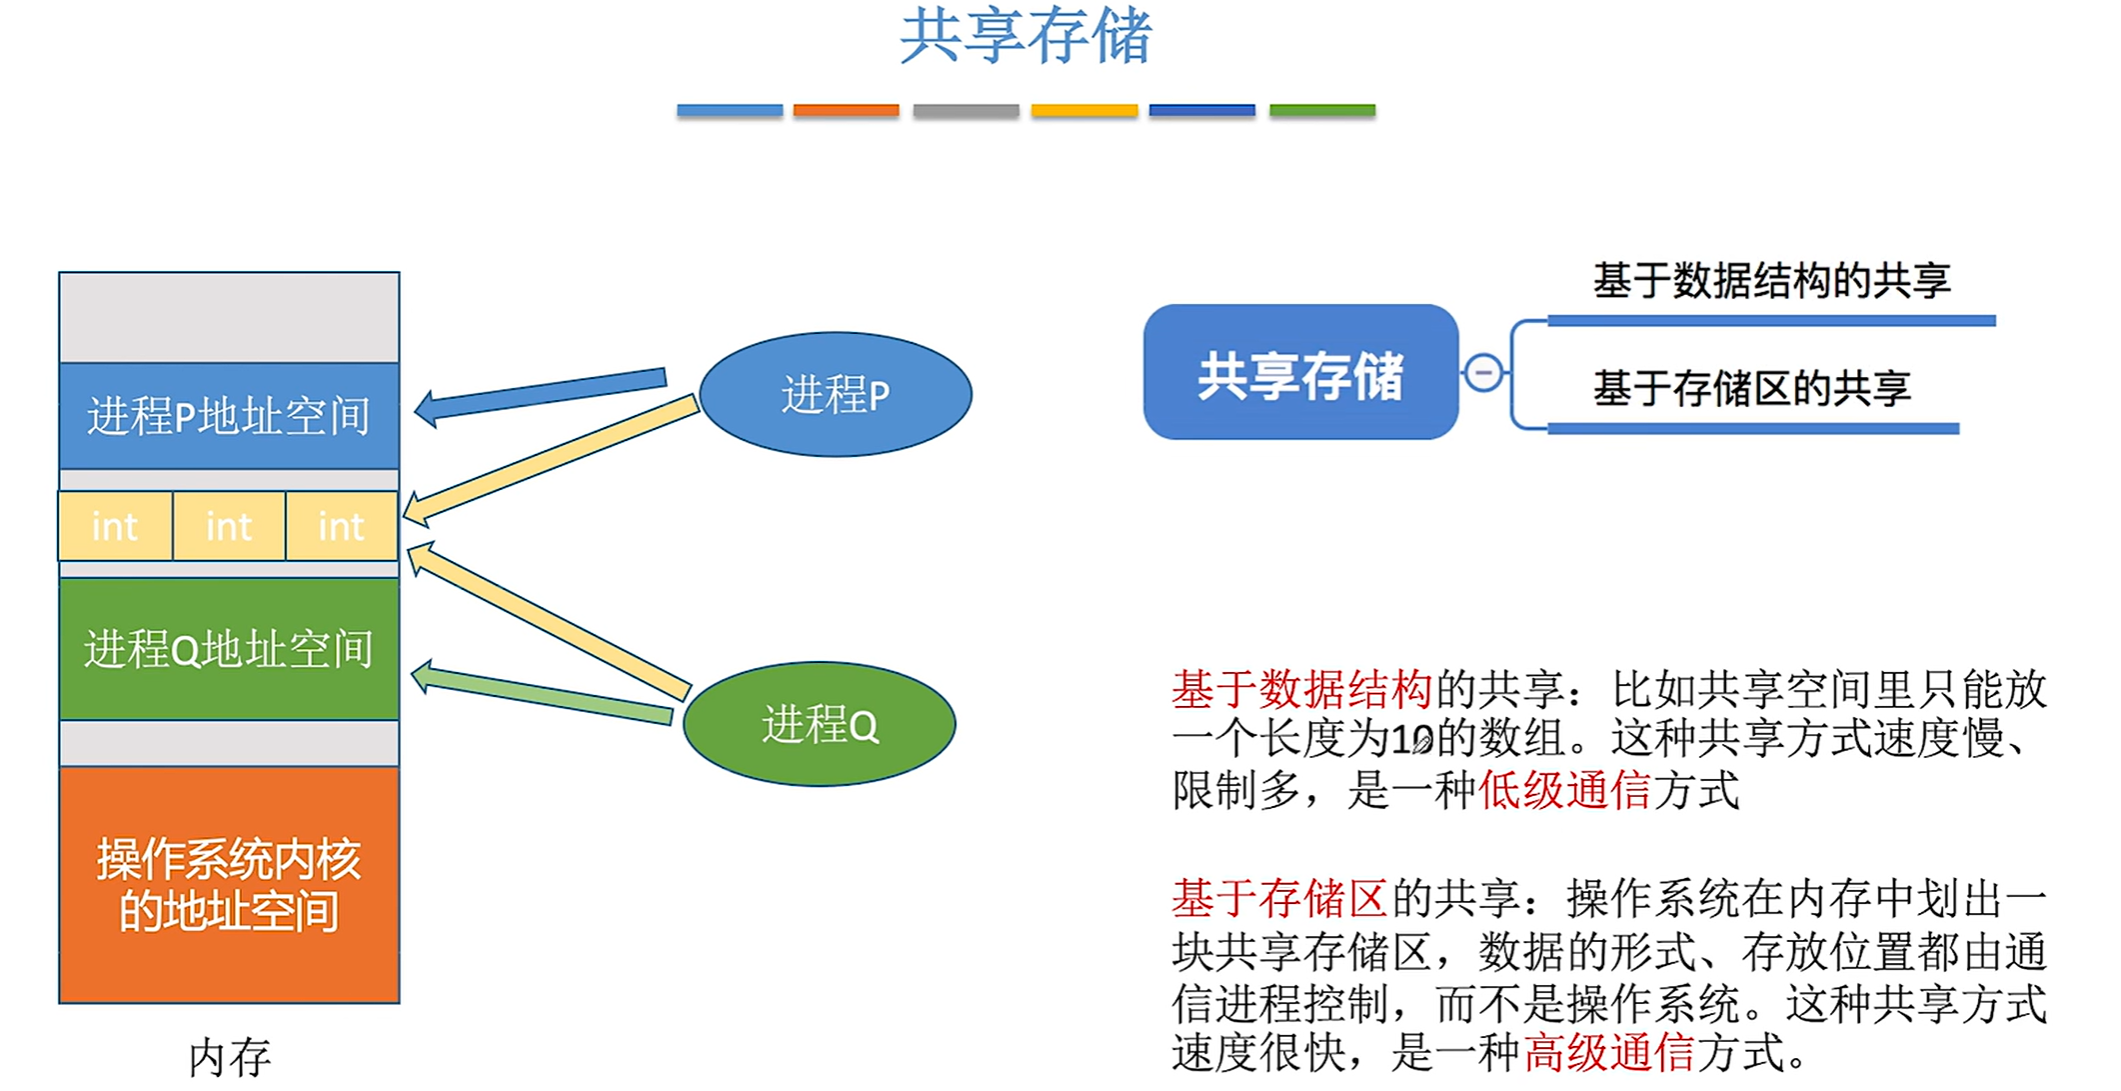 共享存储
进程P地址空间
int int int
进程Q地址空间
操作系统内核
的地址空间
内存
进程P
进程Q
共享存储
基于数据结构的共享
基于存储区的共享
基于数据结构的共享：比如共享空间里只能放
一个长度为10的数组。这种共享方式速度慢、
限制多，是一种低级通信方式
基于存储区的共享：操作系统在内存中划出一
块共享存储区，数据的形式、存放位置都由通
信进程控制，而不是操作系统。这种共享方式
速度很快，是一种高级通信方式。